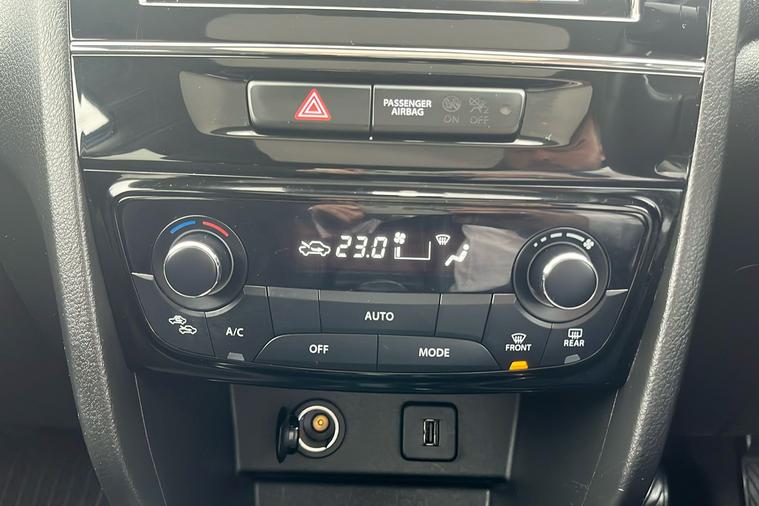 PASSENGER
AIRBAG
ON OFF
23.0
AUTO
A/C
OFF
MODE
FRONT
REAR